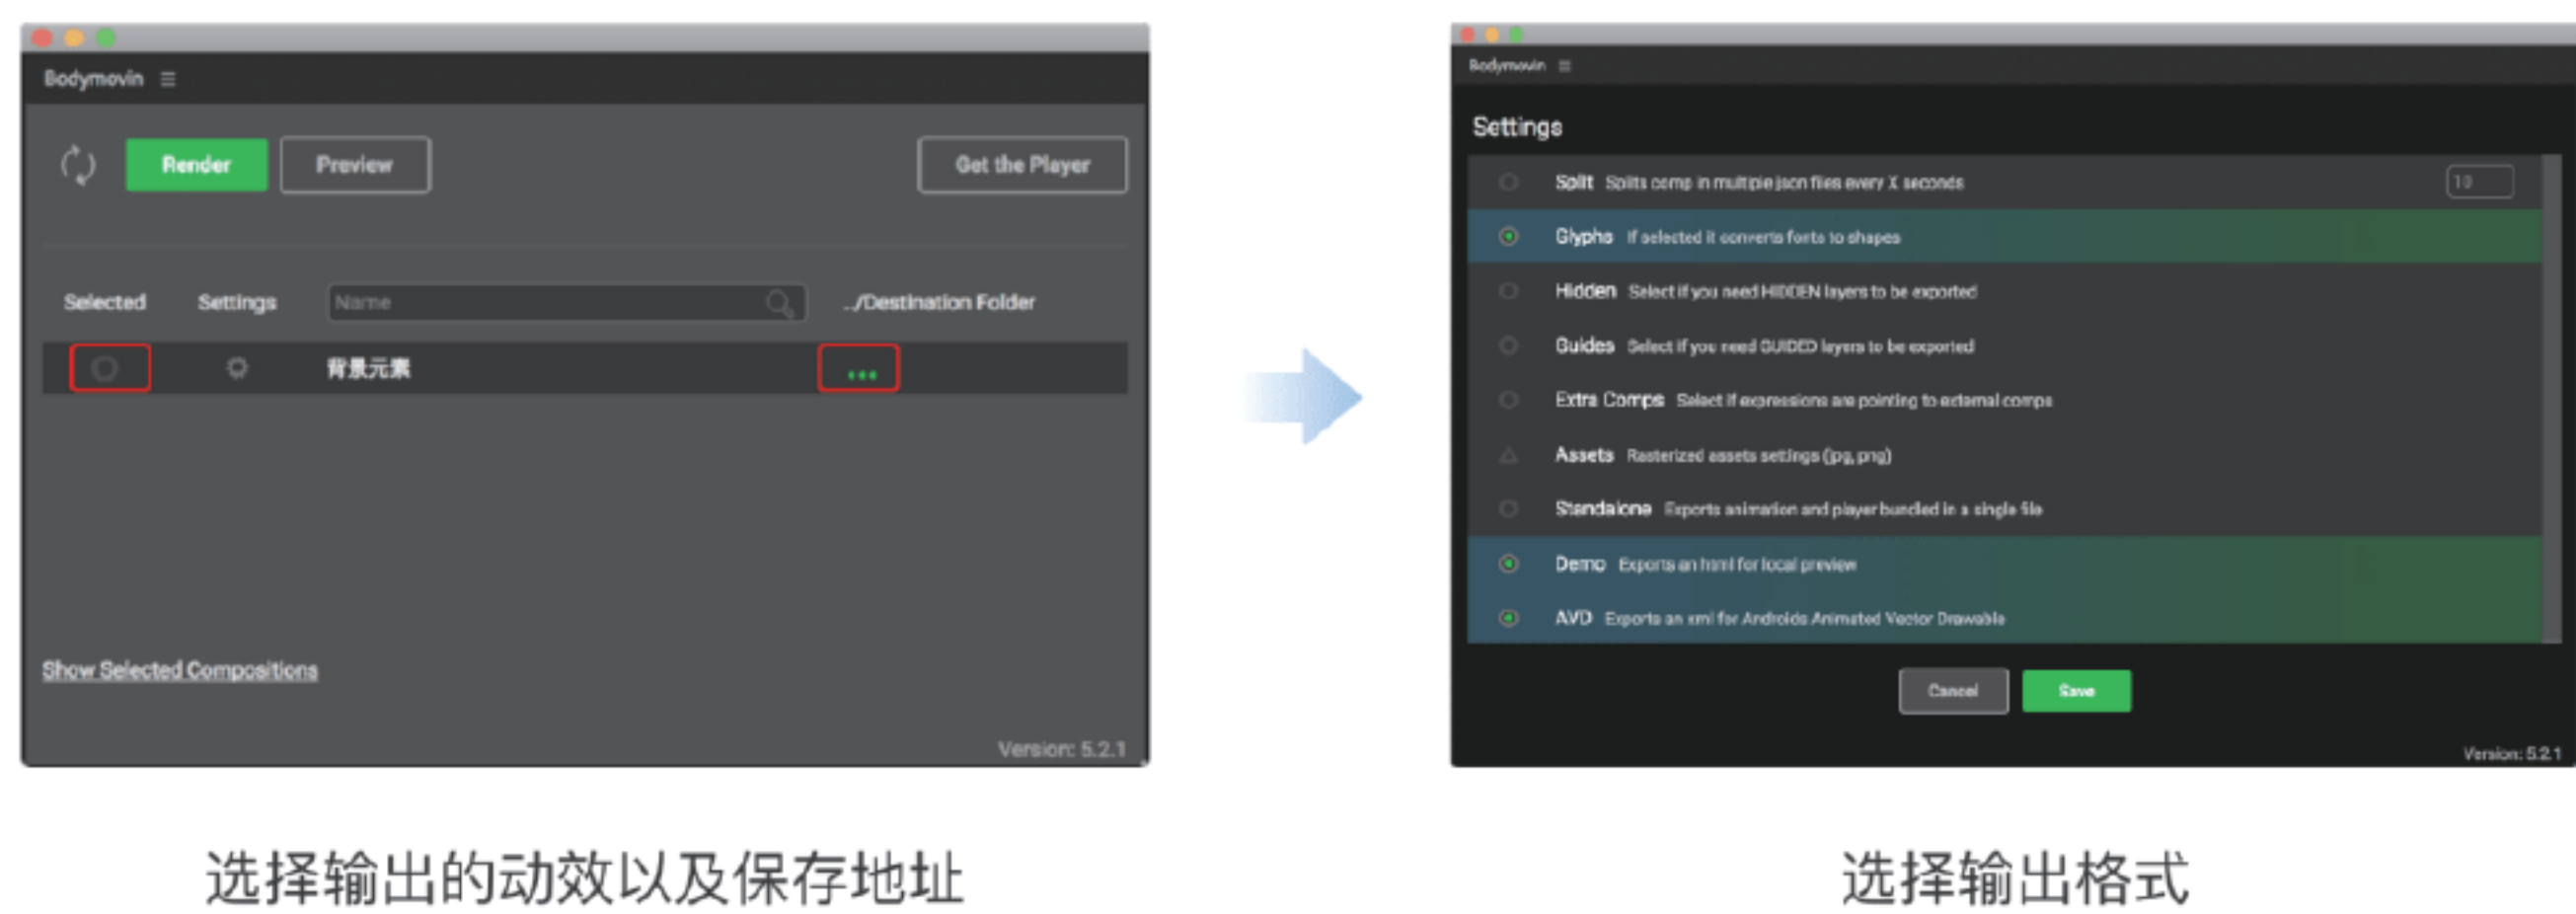 Bodymovin
Render
Preview
Get the Player
Selected
Settings
Name
../Destination Folder
背景元素
Show Selected Compositions
Version: 5.2.1
选择输出的动效以及保存地址
Bodymovin
Settings
Split Splits comp in multiple json files every X seconds
10
Glyphs If selected it converts fonts to shapes
Hidden Select if you need HIDDEN layers to be exported
Guides Select if you need GUIDED layers to be exported
Extra Comps Select if expressions are pointing to external comps
Assets Rasterized assets settings (jpg, png)
Standalone Exports animation and player bundled in a single file
Demo Exports an html for local preview
AVD Exports an xml for Androids Animated Vector Drawable
Cancel
Save
Version: 5.2.1
选择输出格式